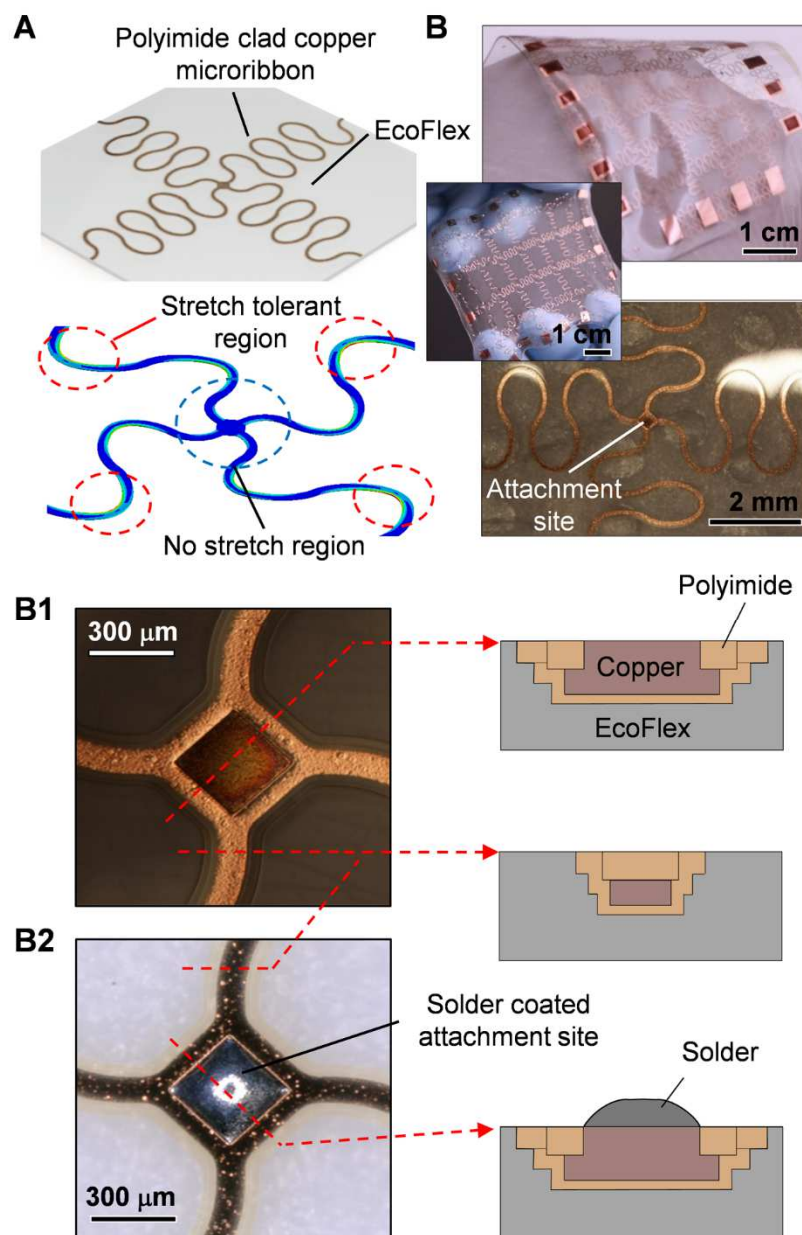 A
Polyimide clad copper
microribbon
EcoFlex
Stretch tolerant
region
No stretch region
B
1 cm
1 cm
Attachment
site
2 mm
B1
300 μm
Polyimide
Copper
EcoFlex
B2
Solder coated
attachment site
300 μm
Solder